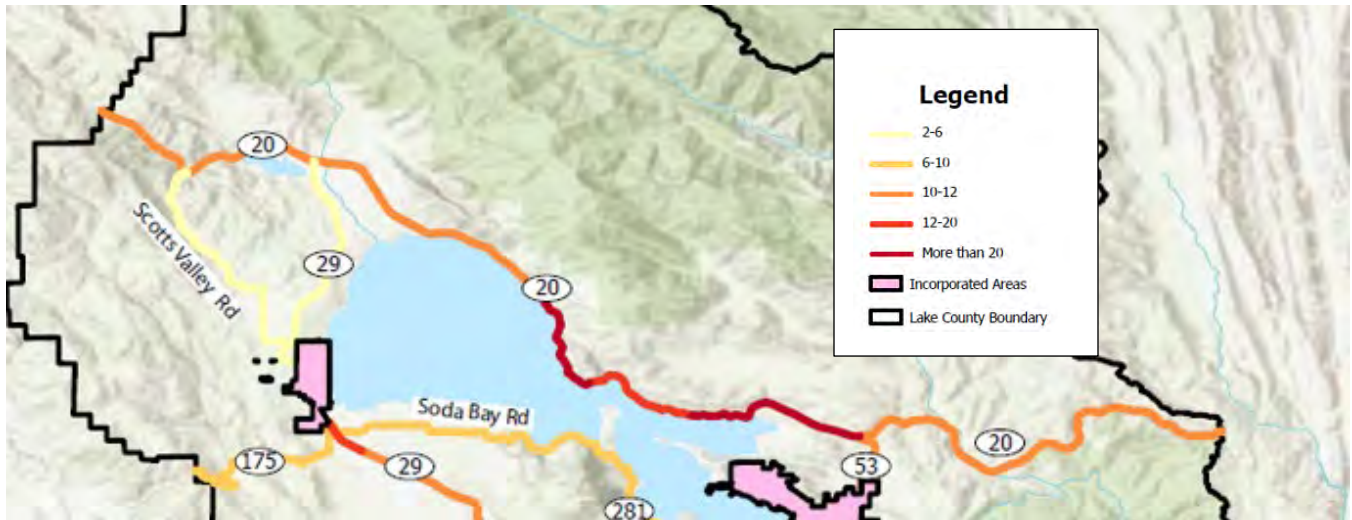 Legend
2-6
6-10
10-12
12-20
More than 20
Incorporated Areas
Lake County Boundary
20
Scotts Valley Rd
29
20
Soda Bay Rd
175
29
53
20
281